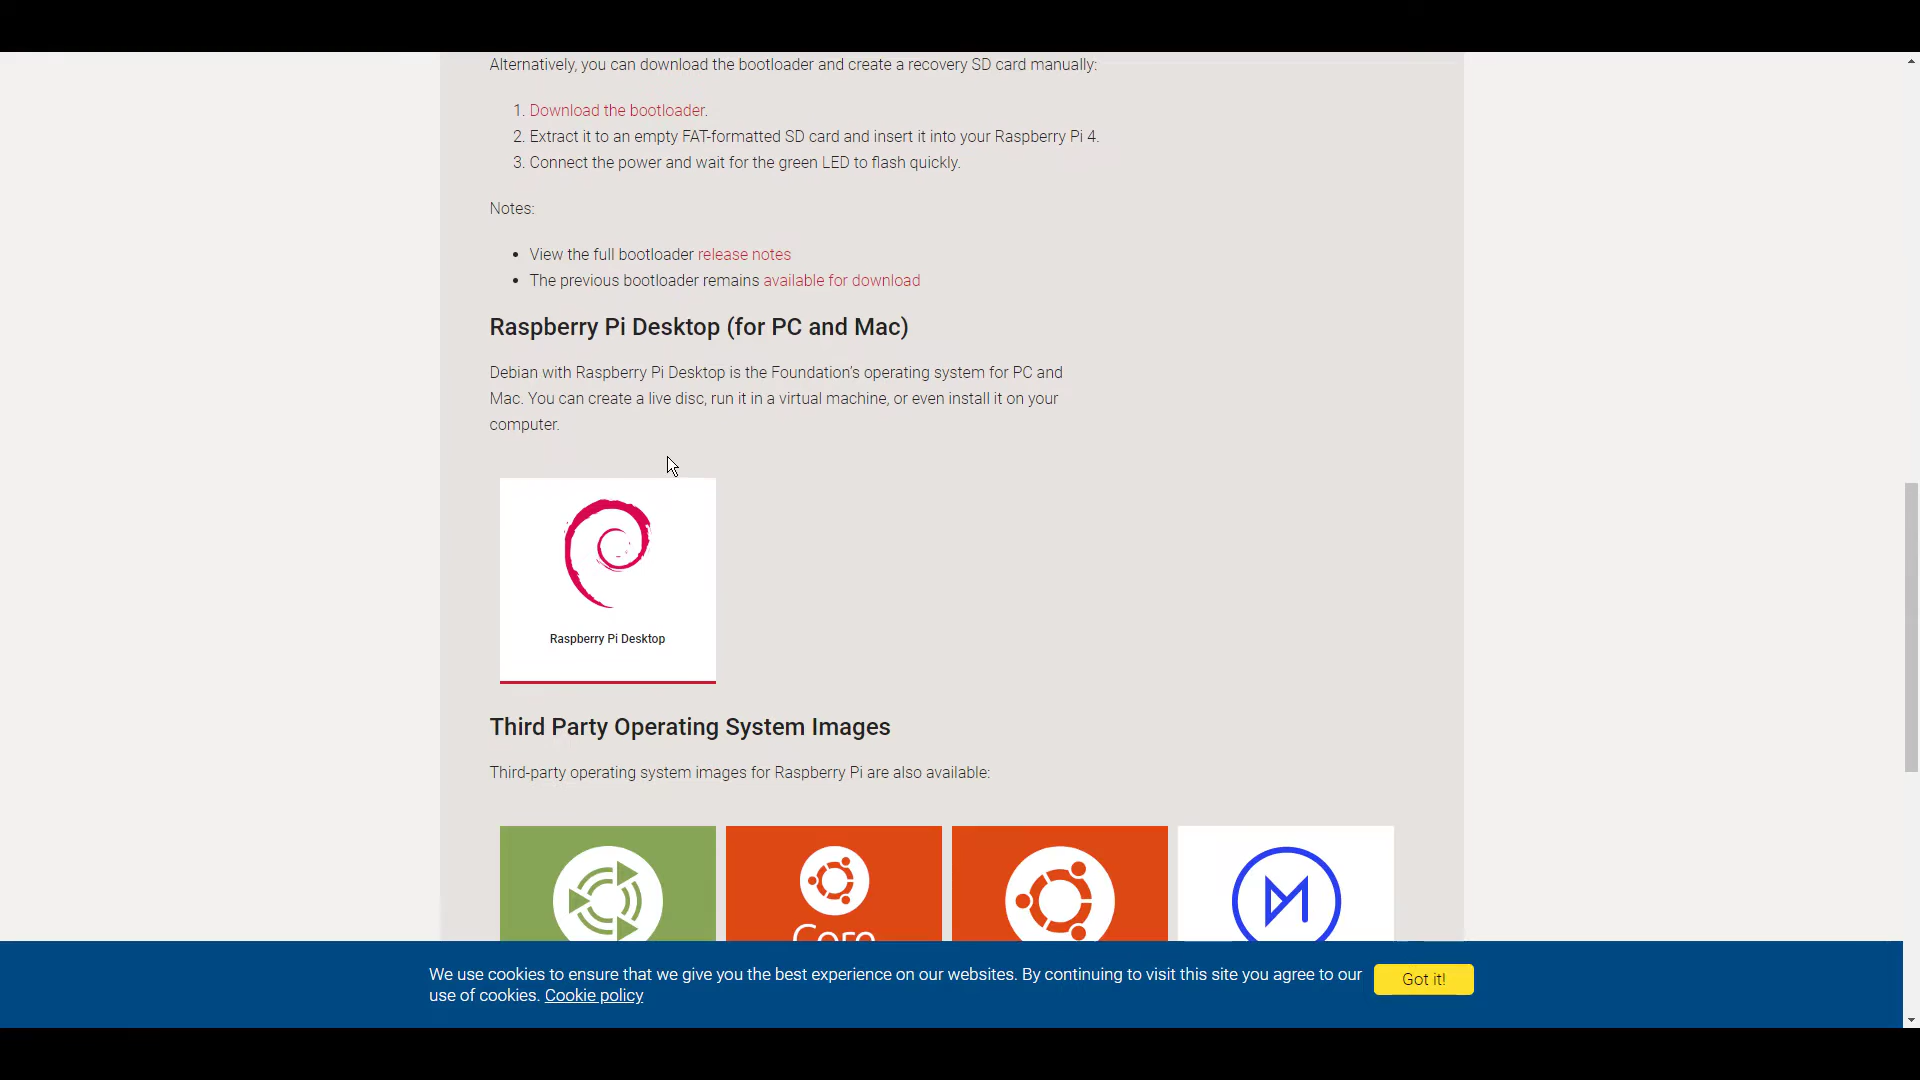 Alternatively, you can download the bootloader and create a recovery SD card manually:
1. Download the bootloader.
2. Extract it to an empty FAT-formatted SD card and insert it into your Raspberry Pi 4.
3. Connect the power and wait for the green LED to flash quickly.
Notes:
• View the full bootloader release notes
• The previous bootloader remains available for download
Raspberry Pi Desktop (for PC and Mac)
Debian with Raspberry Pi Desktop is the Foundation's operating system for PC and
Mac. You can create a live disc, run it in a virtual machine, or even install it on your
computer.
Raspberry Pi Desktop
Third Party Operating System Images
Third-party operating system images for Raspberry Pi are also available:
Core
We use cookies to ensure that we give you the best experience on our websites. By continuing to visit this site you agree to our
use of cookies. Cookie policy
Got it!